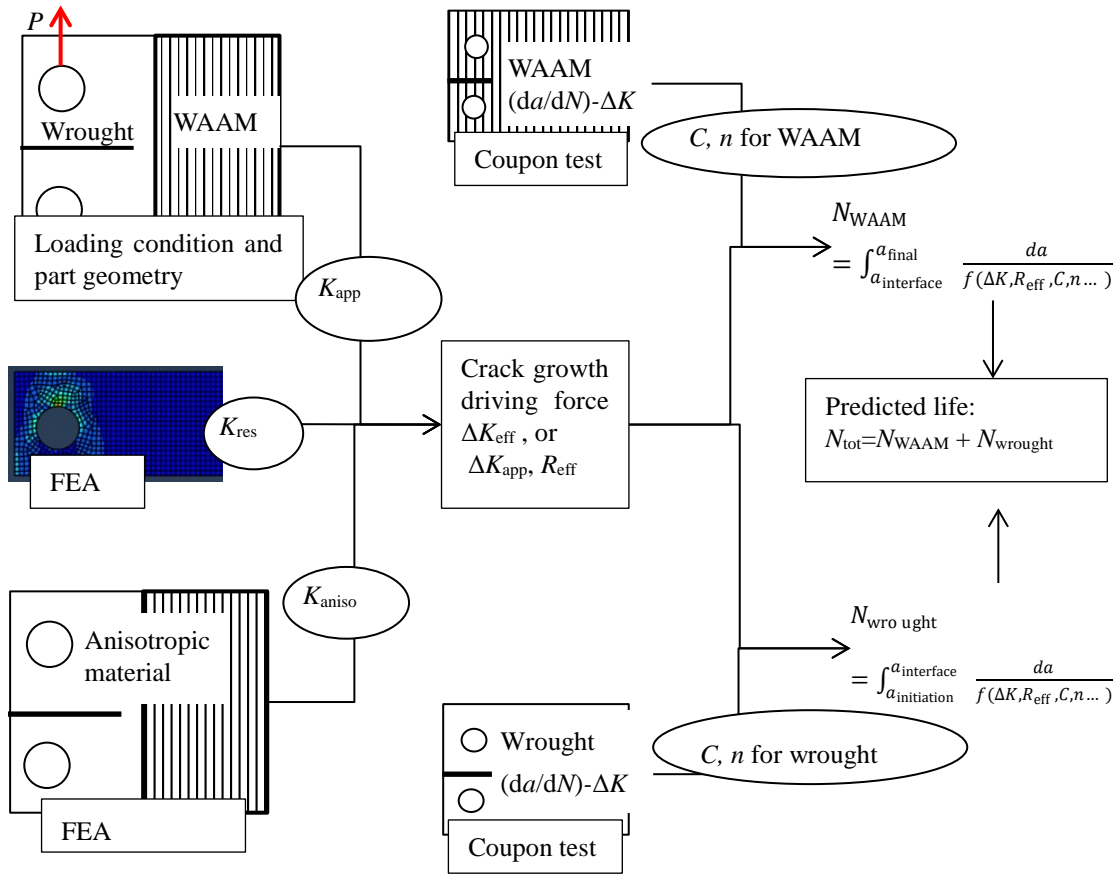 P
Wrought
WAAM
Loading condition and
part geometry
K_app
FEA
K_res
Anisotropic
material
FEA
K_aniso
WAAM
(da/dN)-ΔK
Coupon test
C, n for WAAM
Crack growth
driving force
ΔK_eff , or
ΔK_app, R_eff
Wrought
(da/dN)-ΔK
Coupon test
C, n for wrought
N_WAAM
= ∫_{a_interface}^{a_final} da / f(ΔK,R_eff ,C,n…)
Predicted life:
N_tot=N_WAAM + N_wrought
N_wro ught
= ∫_{a_initiation}^{a_interface} da / f(ΔK,R_eff ,C,n…)